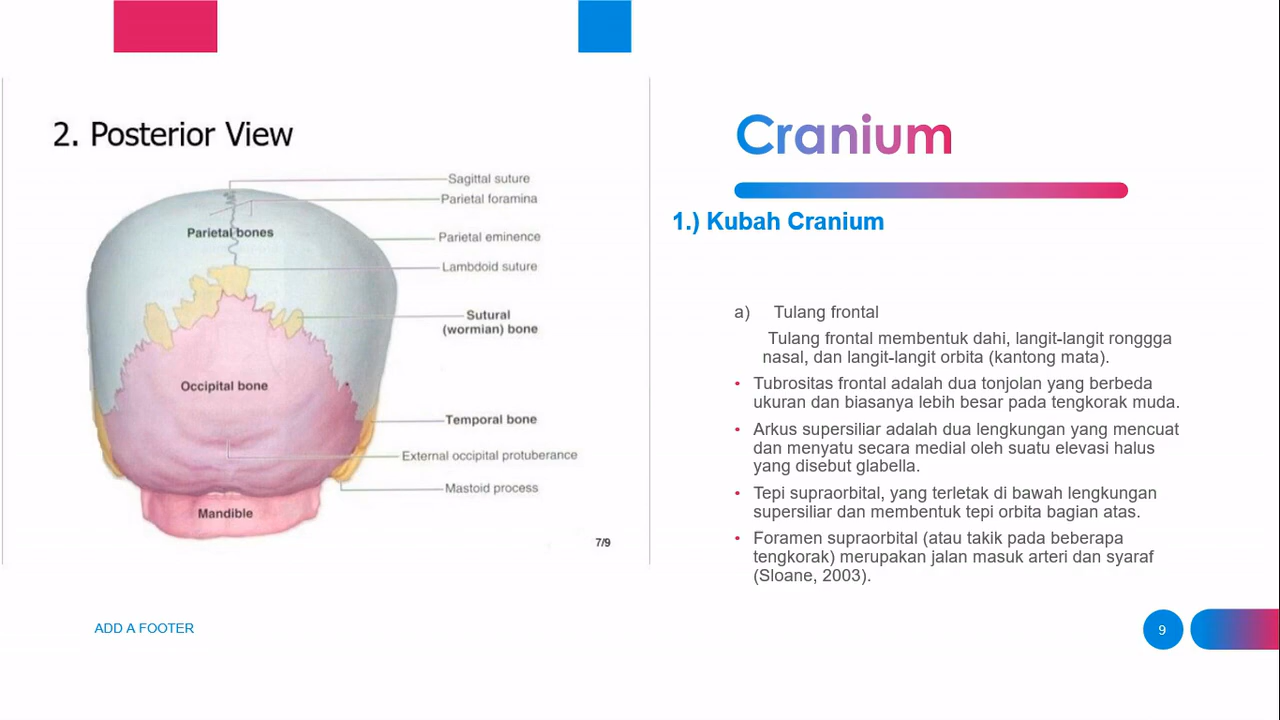 2. Posterior View
Sagittal suture
Parietal foramina
Parietal bones
Parietal eminence
Lambdoid suture
Sutural
(wormian) bone
Occipital bone
Temporal bone
External occipital protuberance
Mastoid process
Mandible
7/9
Cranium
1.) Kubah Cranium
a) Tulang frontal
Tulang frontal membentuk dahi, langit-langit ronggga
nasal, dan langit-langit orbita (kantong mata).
• Tubrositas frontal adalah dua tonjolan yang berbeda
ukuran dan biasanya lebih besar pada tengkorak muda.
• Arkus supersiliar adalah dua lengkungan yang mencuat
dan menyatu secara medial oleh suatu elevasi halus
yang disebut glabella.
• Tepi supraorbital, yang terletak di bawah lengkungan
supersiliar dan membentuk tepi orbita bagian atas.
• Foramen supraorbital (atau takik pada beberapa
tengkorak) merupakan jalan masuk arteri dan syaraf
(Sloane, 2003).
ADD A FOOTER
9